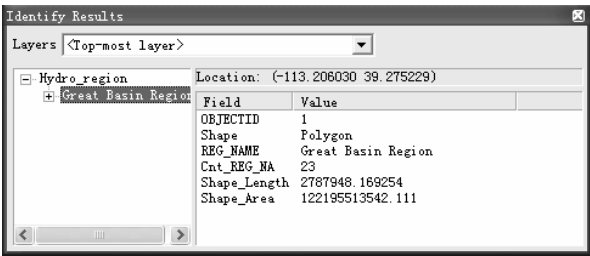 Identify Results
Layers <Top-most layer>
Hydro_region
Great Basin Region
Location: (-113.206030 39.275229)
Field Value
OBJECTID 1
Shape Polygon
REG_NAME Great Basin Region
Cnt_REG_NA 23
Shape_Length 2787948.169254
Shape_Area 122195513542.111